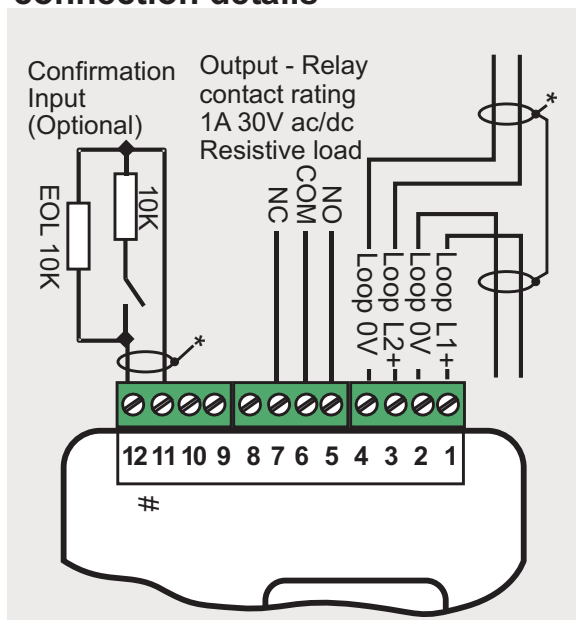 connection details
Confirmation
Input
(Optional)
Output - Relay
contact rating
1A 30V ac/dc
Resistive load
EOL 10K
10K
NC
COM
NO
Loop 0V
Loop L2+
Loop 0V
Loop L1+
*
*
12 11 10 9 8 7 6 5 4 3 2 1
#